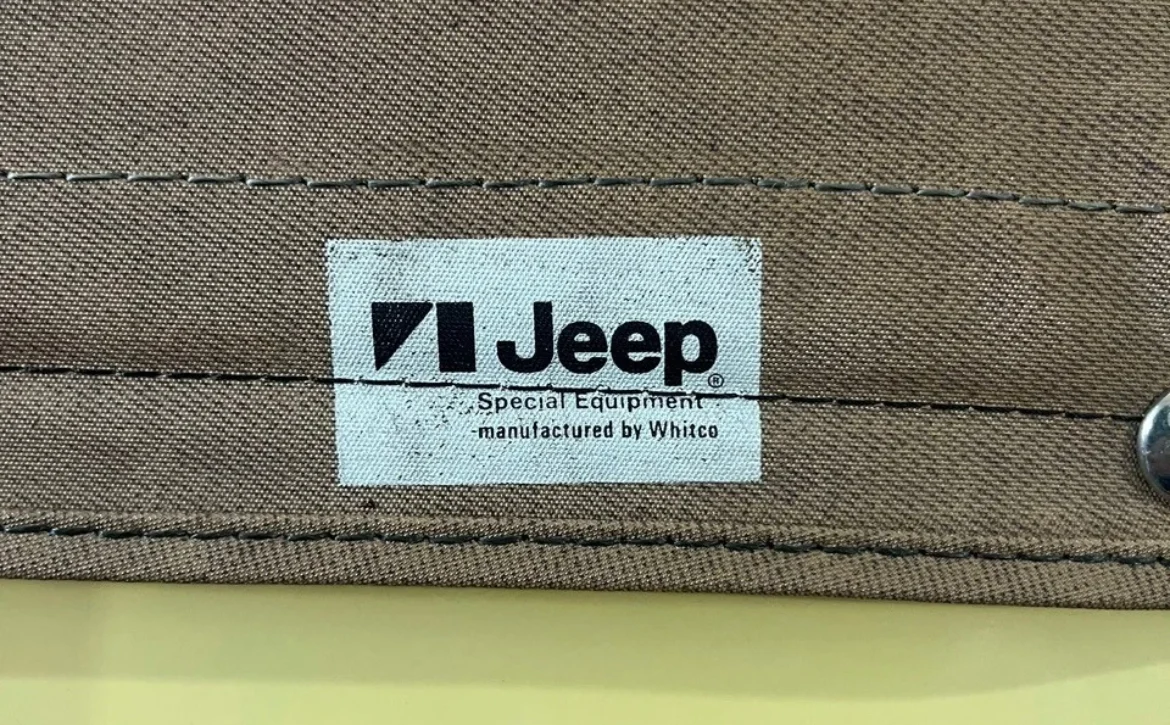 Jeep®
Special Equipment
-manufactured by Whitco